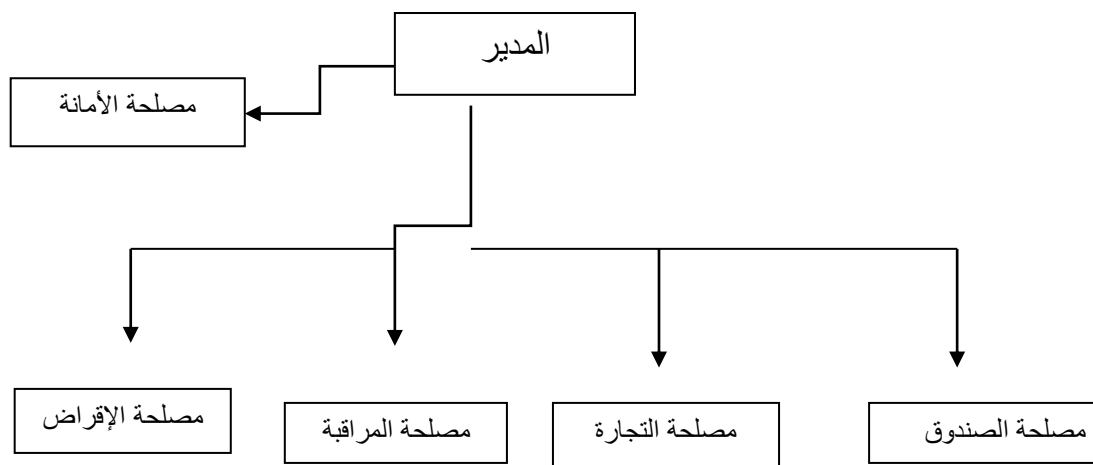 المدير
مصلحة الأمانة
مصلحة الصندوق
مصلحة التجارة
مصلحة المراقبة
مصلحة الإقراض